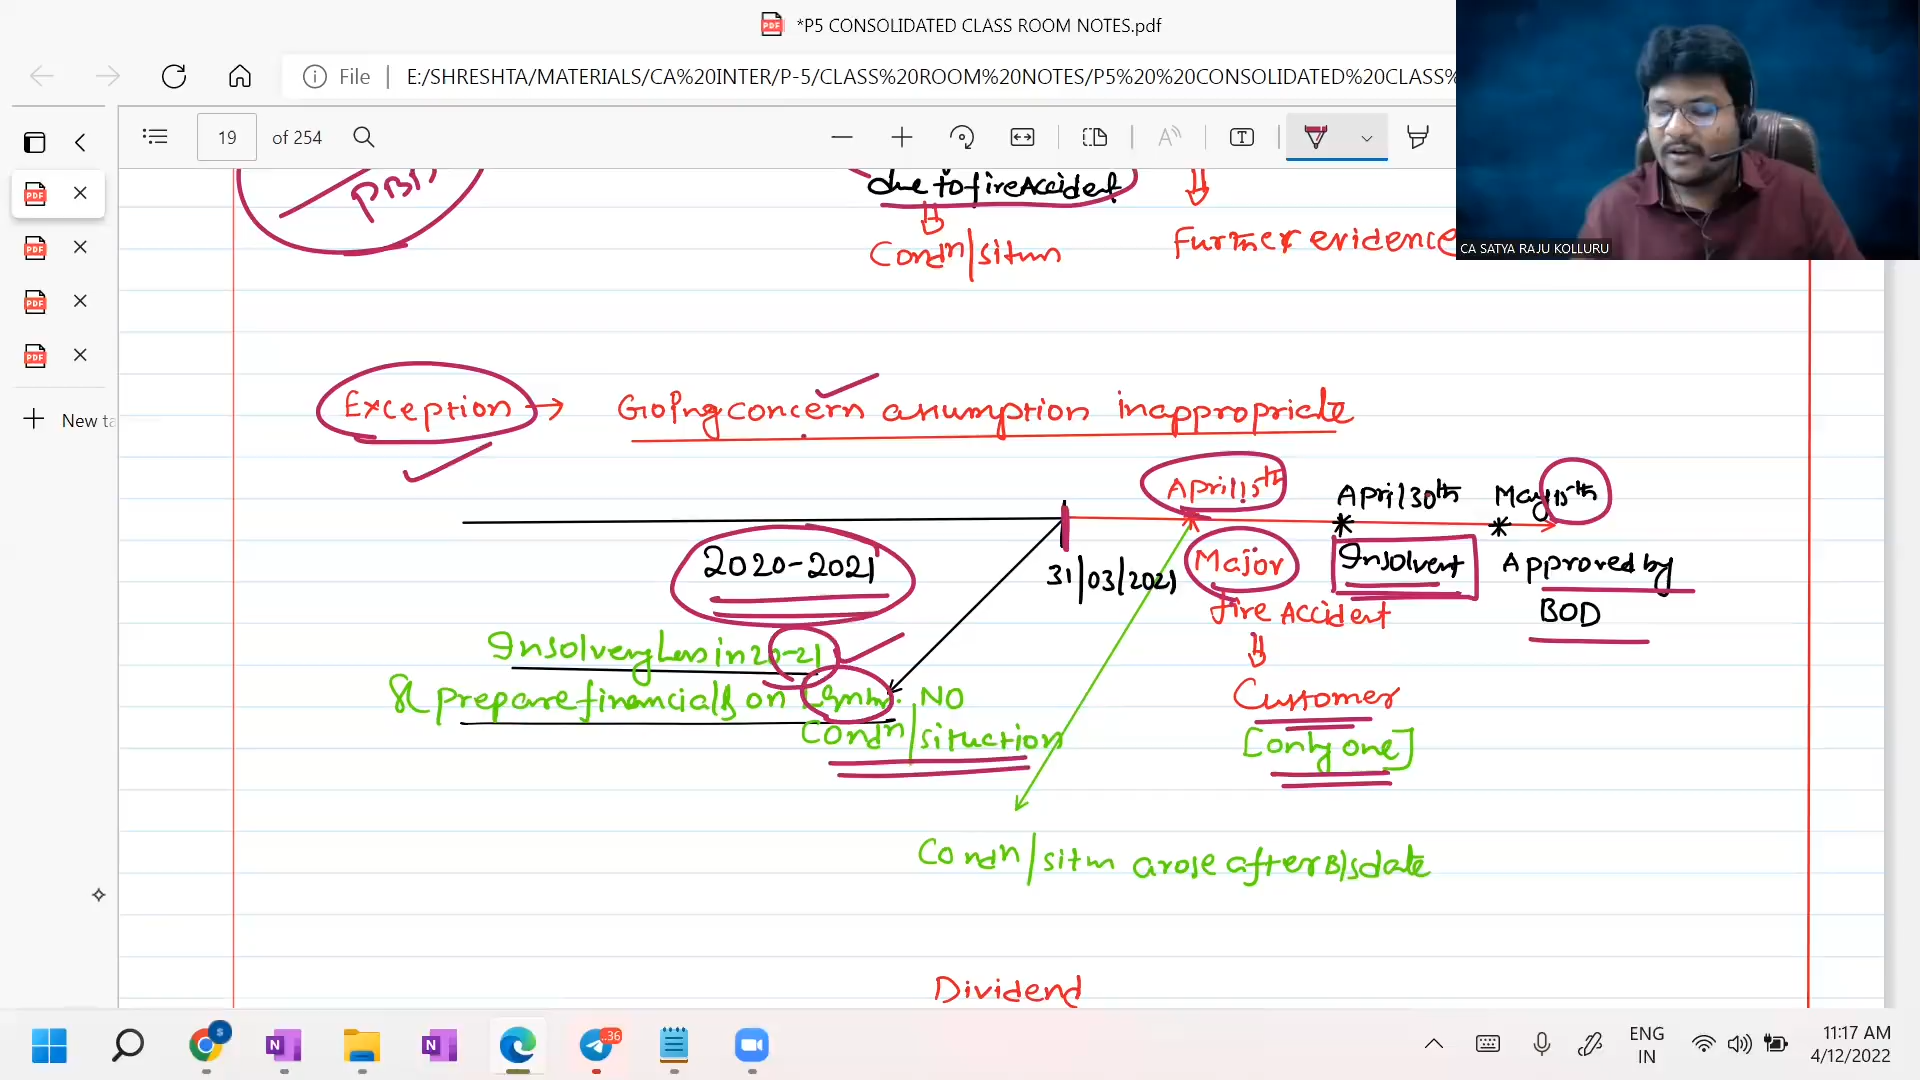 *P5 CONSOLIDATED CLASS ROOM NOTES.pdf
File E:/SHRESHTA/MATERIALS/CA%20INTER/P-5/CLASS%20ROOM%20NOTES/P5%20%20CONSOLIDATED%20CLASS%
19 of 254
CA SATYA RAJU KOLLURU
due to fire Accident
Condn/situn
Further evidence
Exception → Going concern assumption inappropriate
April 15th
April 30th
May 15th
2020-2021
31/03/2021
Major
Fire Accident
Insolvent
Approved by
BOD
Insolvency Loss in 20-21
prepare financials on
NO
Condn/situation
Customer
[only one]
Condn/sitn arose after B/s date
Dividend
New ta
..36
ENG
IN
11:17 AM
4/12/2022